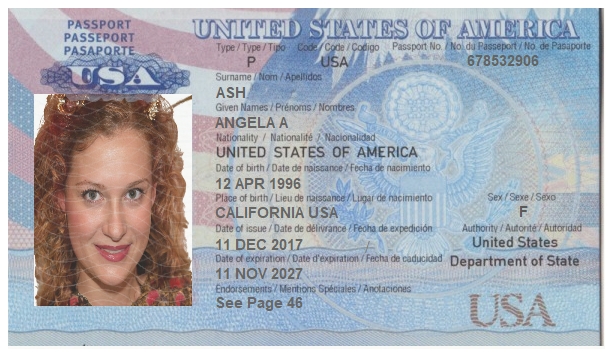 PASSPORT
PASSEPORT
PASAPORTE
USA
UNITED STATES OF AMERICA
Type / Type / Tipo Code / Code / Codigo Passport No. / No. du Passeport / No. de Pasaporte
P USA 678532906
Surname / Nom / Apellidos
ASH
Given Names / Prénoms / Nombres
ANGELA A
Nationality / Nationalité / Nacionalidad
UNITED STATES OF AMERICA
Date of birth / Date de naissance / Fecha de nacimiento
12 APR 1996
Place of birth / Lieu de naissance / Lugar de nacimiento Sex / Sexe / Sexo
CALIFORNIA USA F
Date of issue / Date de délivrance / Fecha de expedición Authority / Autorité / Autoridad
11 DEC 2017 United States
Date of expiration / Date d'expiration / Fecha de caducidad Department of State
11 NOV 2027
Endorsements / Mentions Spéciales / Anotaciones
See Page 46
USA